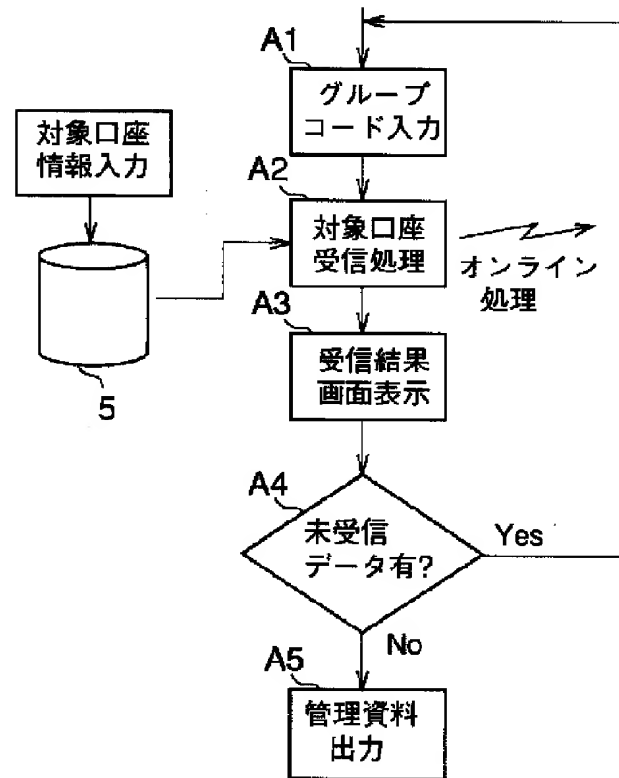 A1
グループ
コード入力
対象口座
情報入力
A2
対象口座
受信処理
オンライン
処理
5
A3
受信結果
画面表示
A4
未受信
データ有?
Yes
No
A5
管理資料
出力